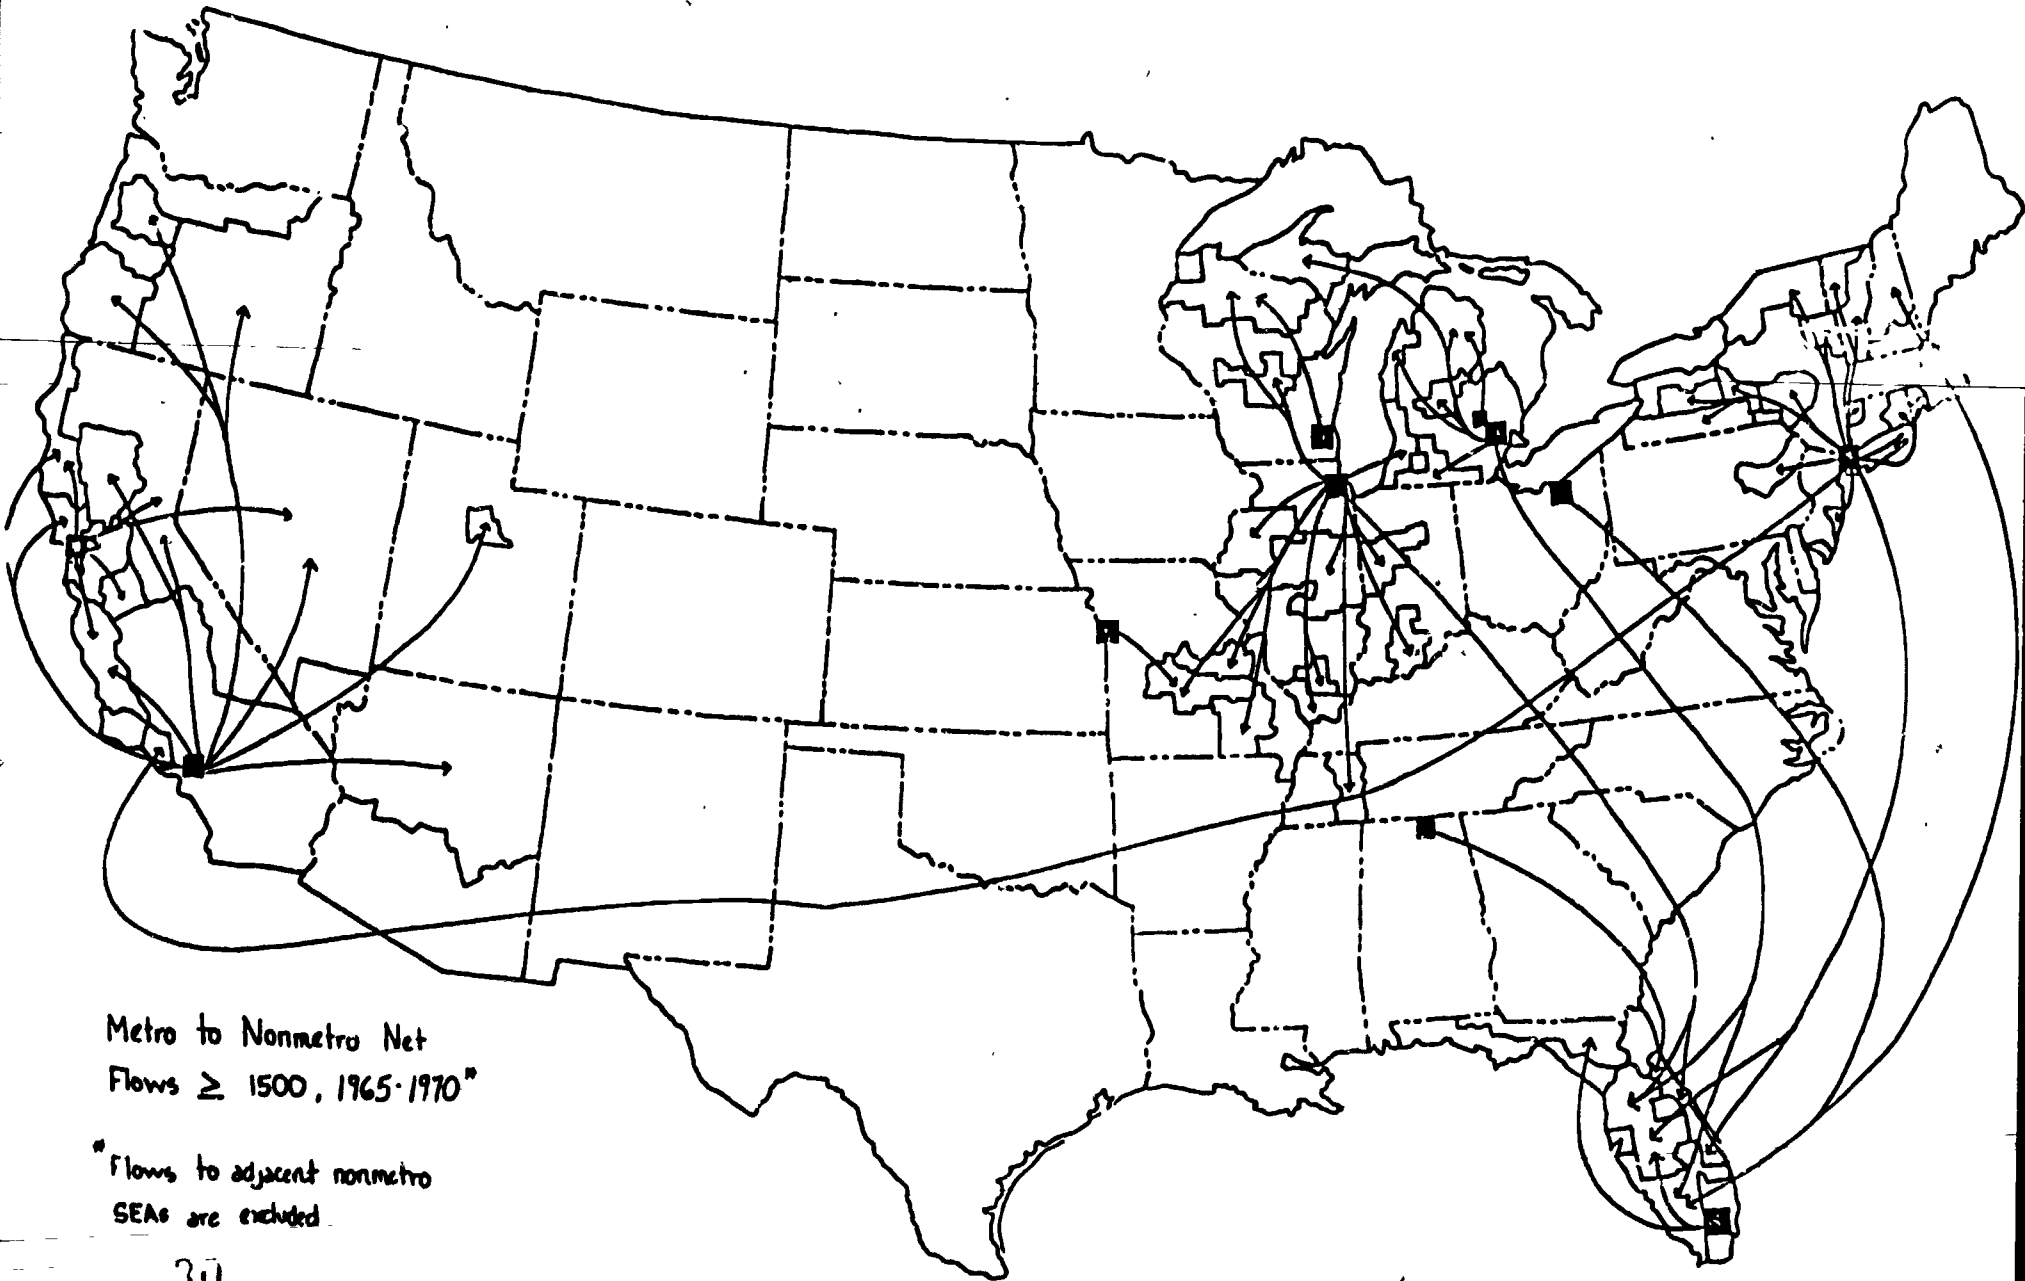 Metro to Nonmetro Net
Flows ≥ 1500, 1965-1970*
*Flows to adjacent nonmetro
SEAs are excluded